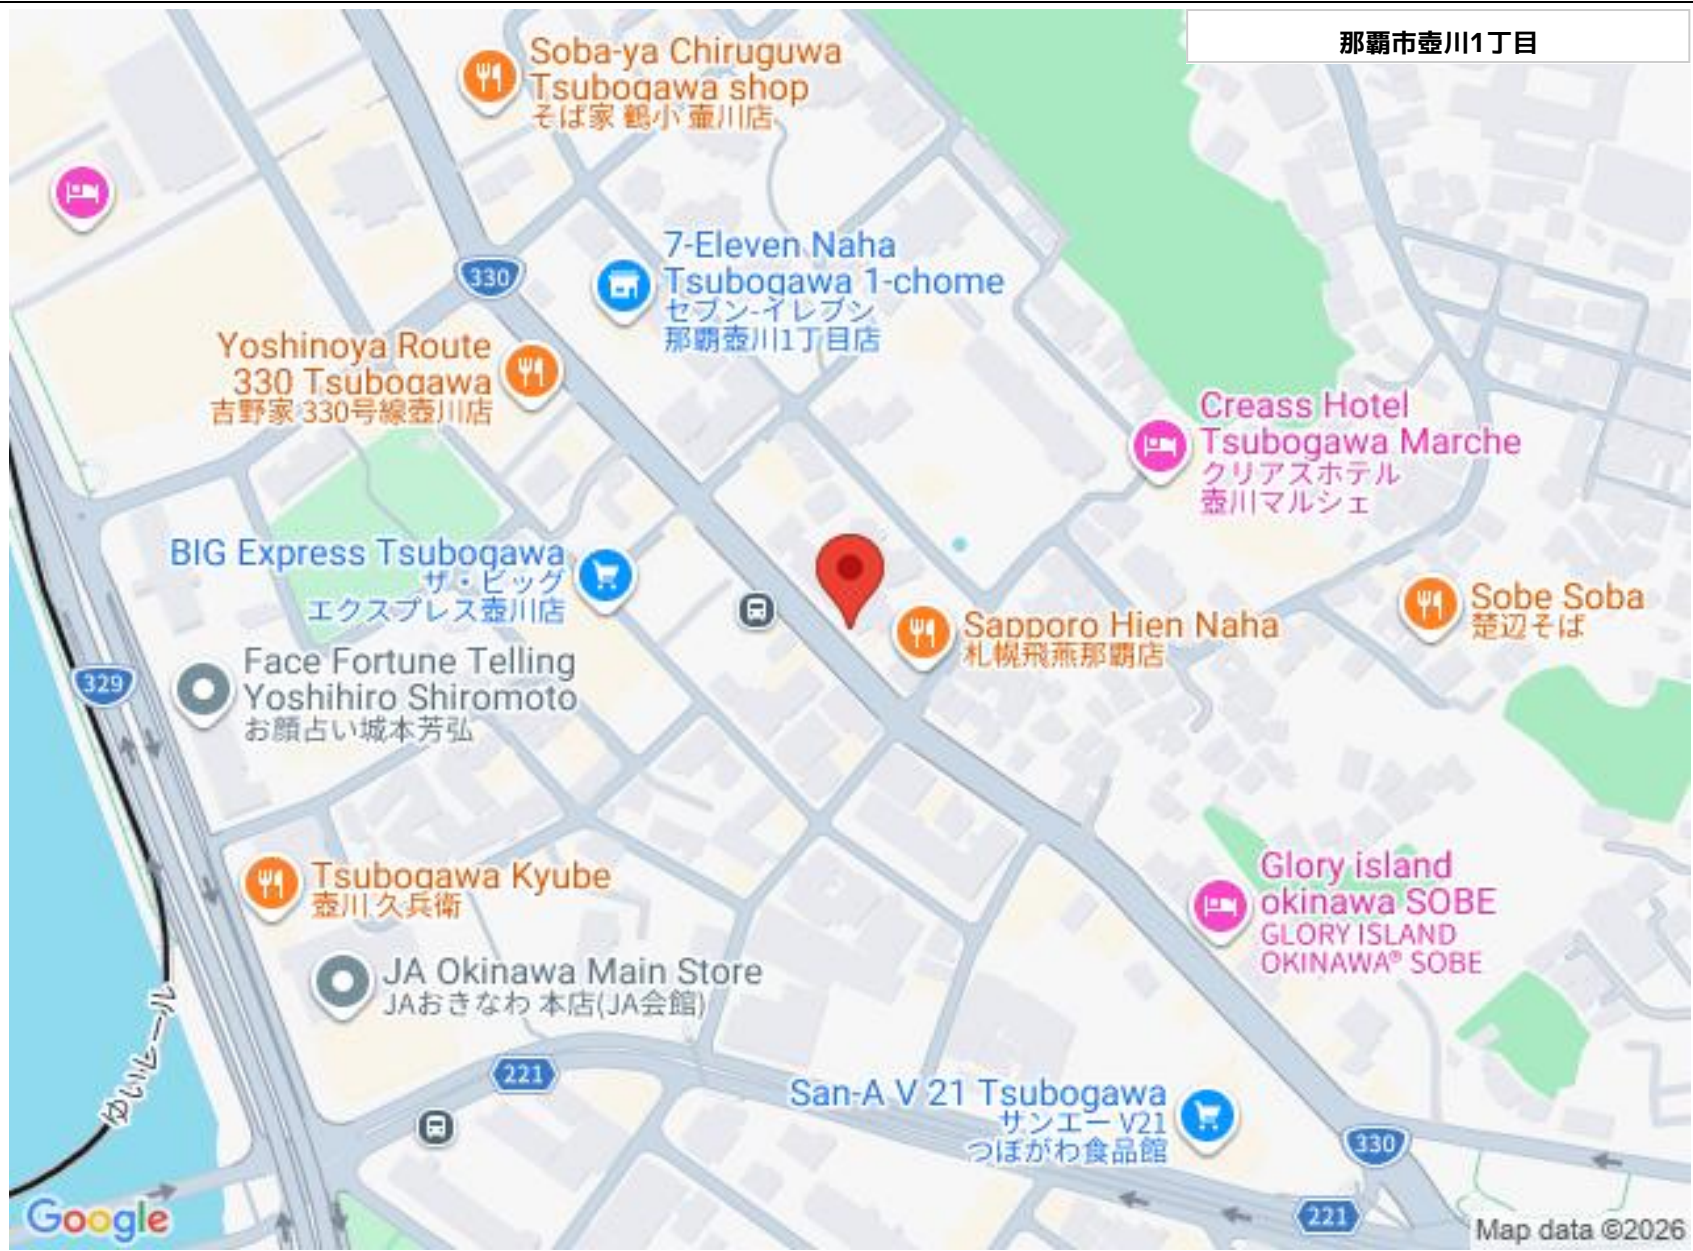 那覇市壺川1丁目
Soba-ya Chiruguwa
Tsubogawa shop
そば家 鶴小 壷川店
330
7-Eleven Naha
Tsubogawa 1-chome
セブン-イレブン
那覇壺川1丁目店
Yoshinoya Route
330 Tsubogawa
吉野家 330号線壺川店
Creass Hotel
Tsubogawa Marche
クリアスホテル
壺川マルシェ
BIG Express Tsubogawa
ザ・ビッグ
エクスプレス壺川店
Sobe Soba
楚辺そば
Sapporo Hien Naha
札幌飛燕那覇店
Face Fortune Telling
Yoshihiro Shiromoto
お顔占い城本芳弘
329
Tsubogawa Kyube
壺川 久兵衛
Glory island
okinawa SOBE
GLORY ISLAND
OKINAWA® SOBE
JA Okinawa Main Store
JAおきなわ 本店(JA会館)
ゆいレール
221
San-A V 21 Tsubogawa
サンエー V21
つぼがわ食品館
330
221
Google
Map data ©2026